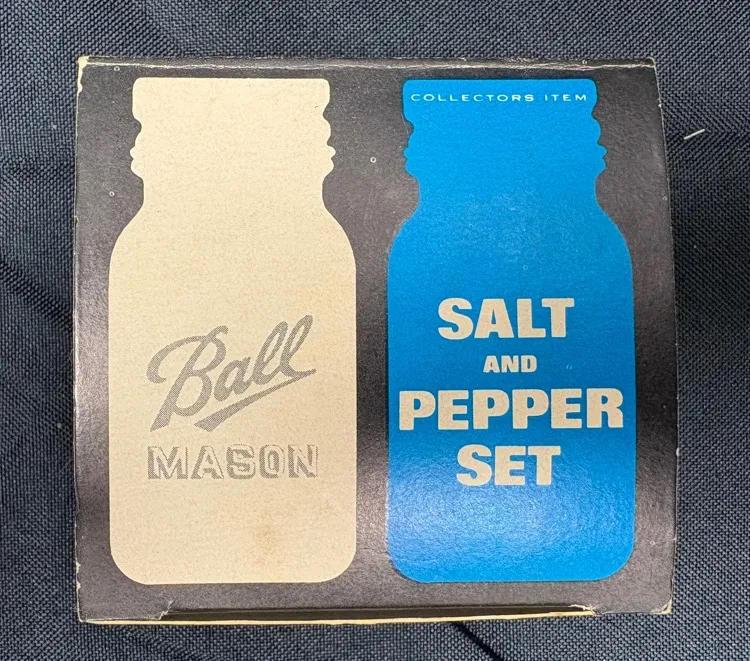 Ball
MASON
COLLECTORS ITEM
SALT
AND
PEPPER
SET